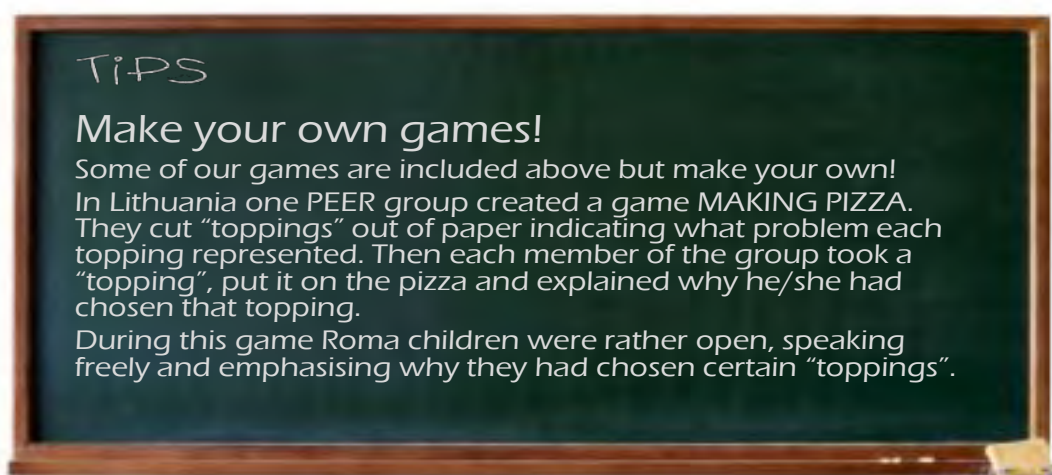 TiPS
Make your own games!
Some of our games are included above but make your own!
In Lithuania one PEER group created a game MAKING PIZZA.
They cut “toppings” out of paper indicating what problem each
topping represented. Then each member of the group took a
“topping”, put it on the pizza and explained why he/she had
chosen that topping.
During this game Roma children were rather open, speaking
freely and emphasising why they had chosen certain “toppings”.